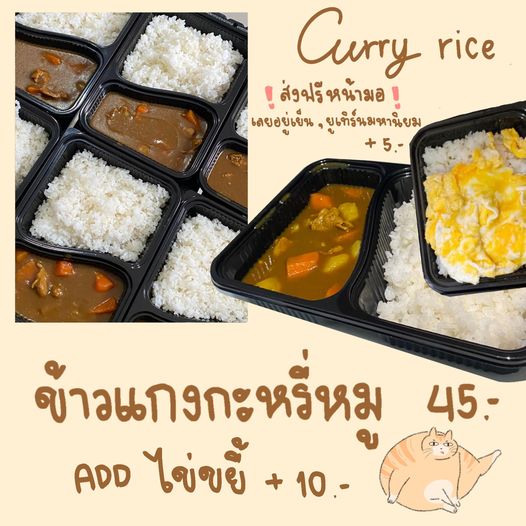 Curry rice
❗ส่งฟรีหน้ามอ❗
เดยอยู่เย็น , ยูเทิร์นมหานิยม
+ 5.-
ข้าวแกงกะหรี่หมู 45.-
ADD ไข่ขยี้ + 10.-